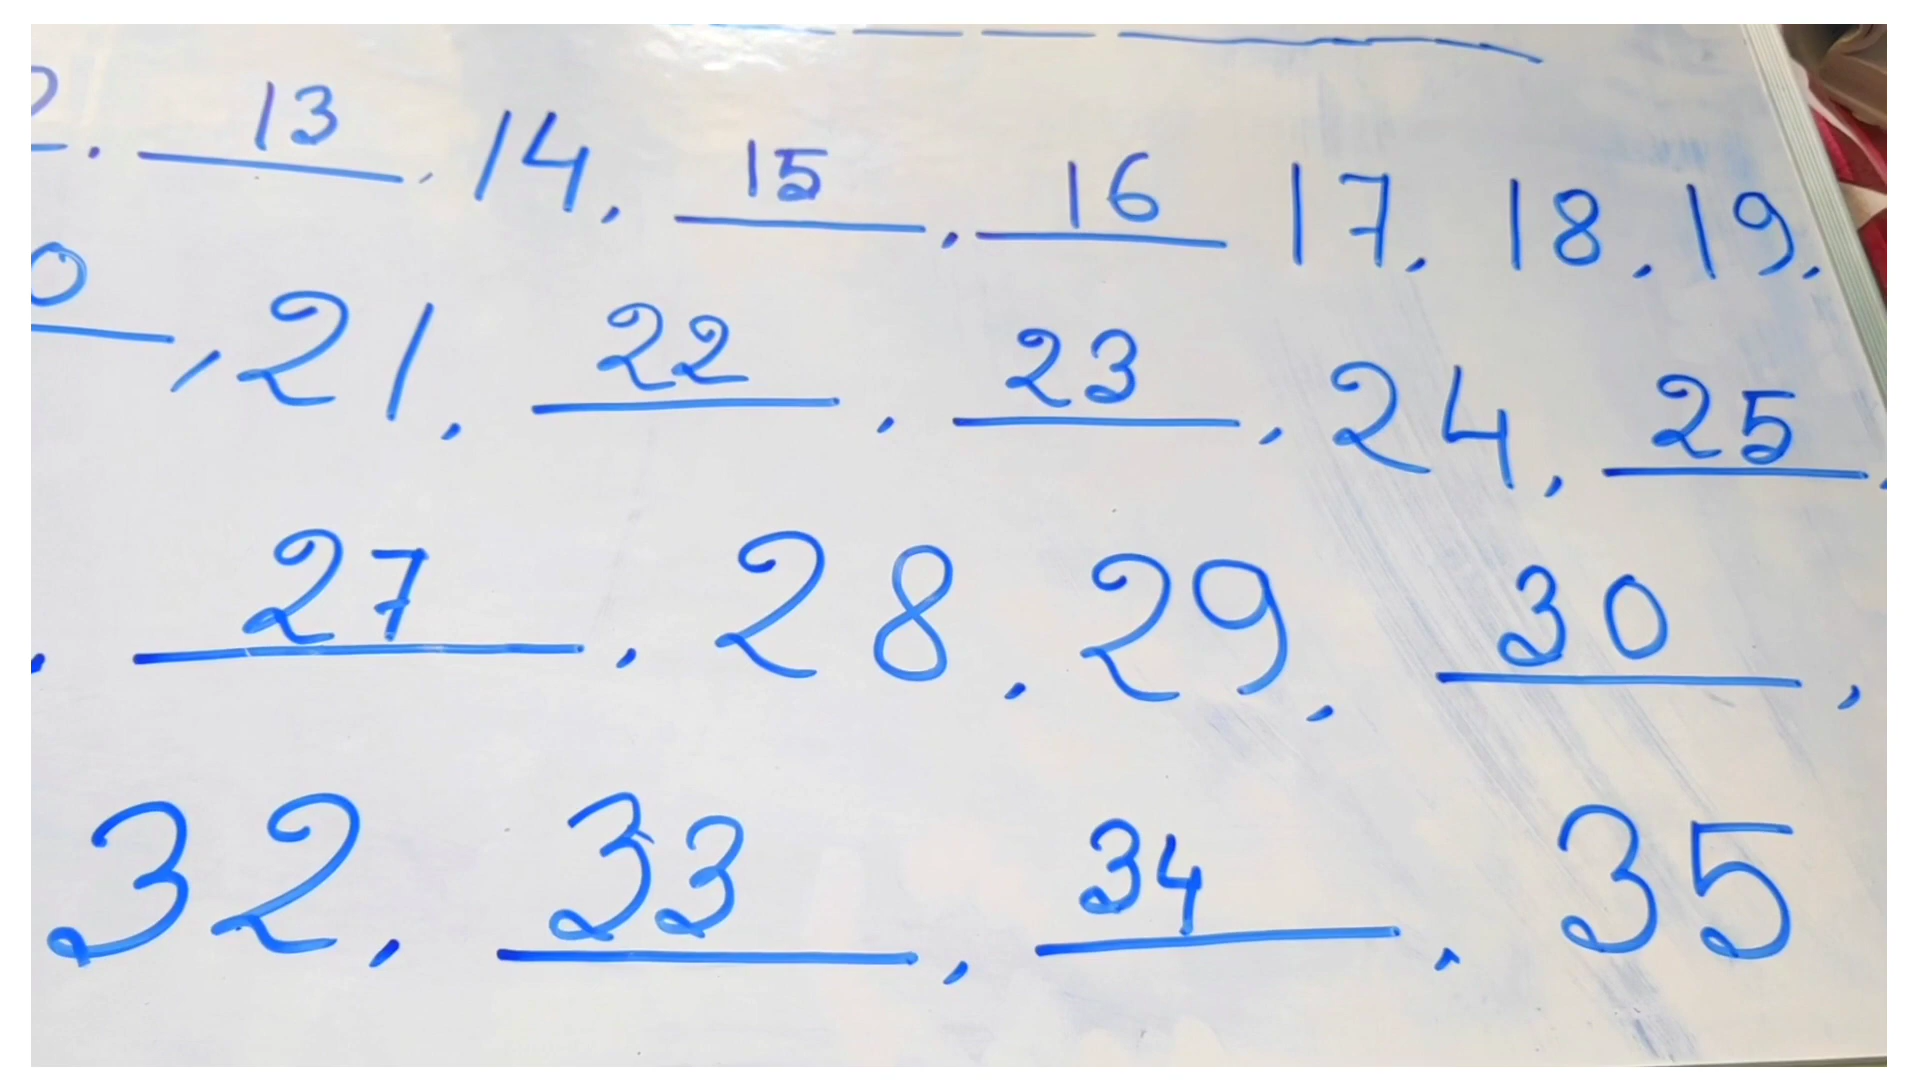 13, 14, 15, 16 17, 18, 19,
0, 21, 22, 23, 24, 25,
, 27, 28, 29, 30,
32, 33, 34, 35